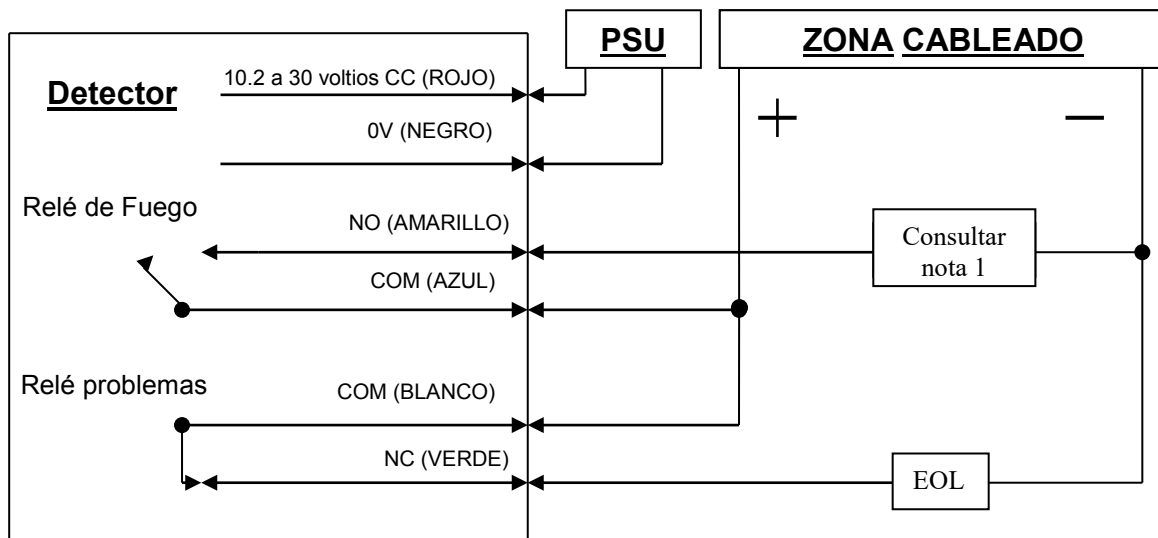 PSU
ZONA CABLEADO
Detector
10.2 a 30 voltios CC (ROJO)
0V (NEGRO)
+
−
Relé de Fuego
NO (AMARILLO)
Consultar
nota 1
COM (AZUL)
Relé problemas
COM (BLANCO)
NC (VERDE)
EOL